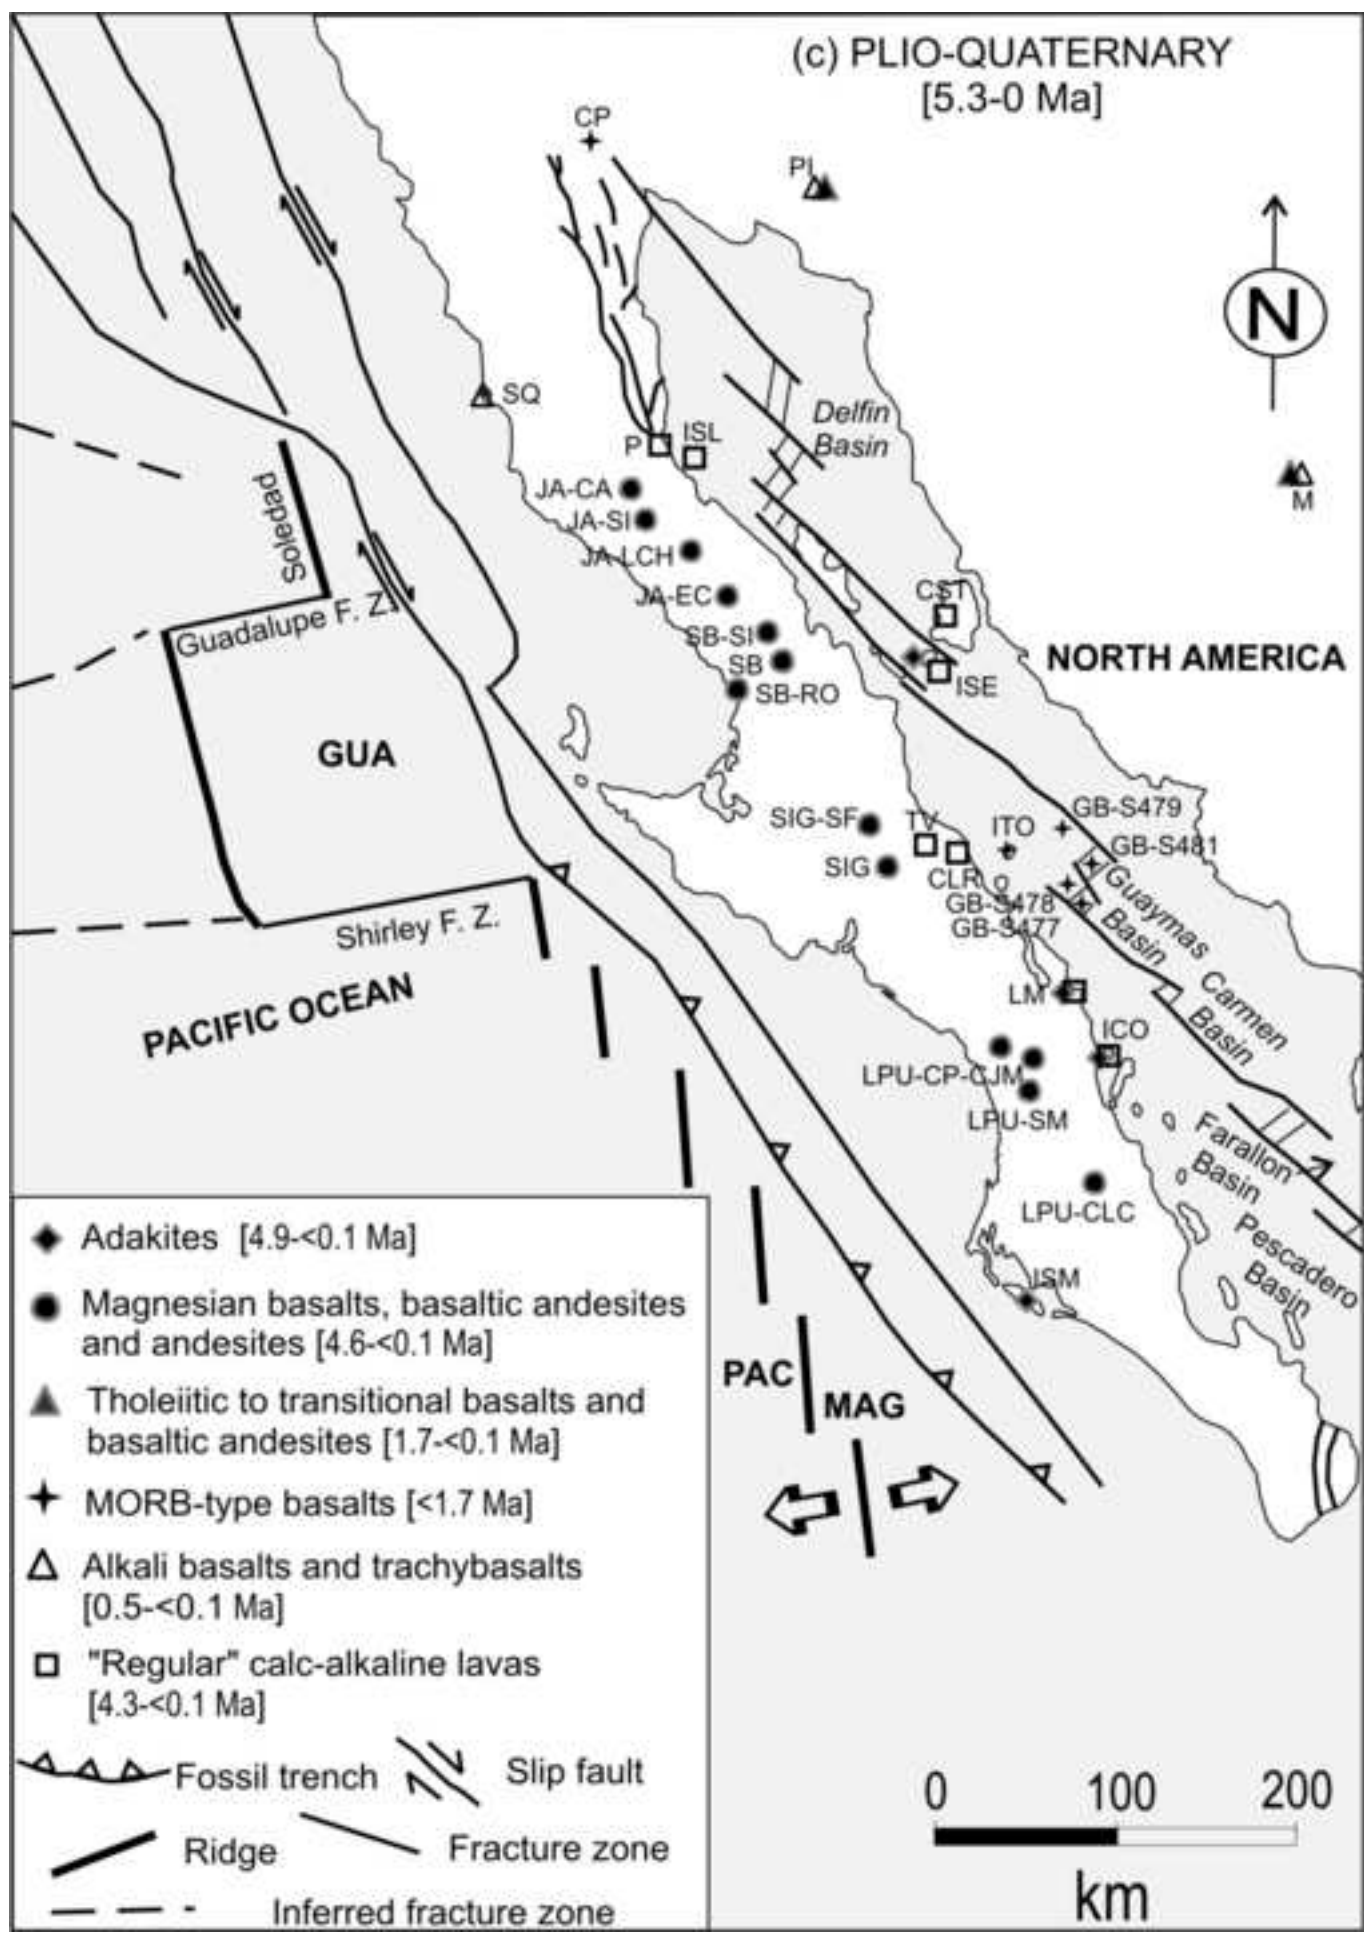 (c) PLIO-QUATERNARY
[5.3-0 Ma]
CP
PI
N
SQ
Delfin
Basin
P
ISL
M
Soledad
JA-CA
JA-SI
JA-LCH
JA-EC
CST
Guadalupe F. Z.
SB-SI
SB
SB-RO
ISE
NORTH AMERICA
GUA
GB-S479
SIG-SF
TV
ITO
GB-S481
SIG
CLR
GB-S478
GB-S477
Guaymas
Basin
Shirley F. Z.
PACIFIC OCEAN
LM
Carmen
Basin
ICO
LPU-CP-CJM
LPU-SM
Farallon
Basin
LPU-CLC
Pescadero
Basin
ISM
PAC
MAG
Adakites [4.9-<0.1 Ma]
Magnesian basalts, basaltic andesites
and andesites [4.6-<0.1 Ma]
Tholeiitic to transitional basalts and
basaltic andesites [1.7-<0.1 Ma]
MORB-type basalts [<1.7 Ma]
Alkali basalts and trachybasalts
[0.5-<0.1 Ma]
"Regular" calc-alkaline lavas
[4.3-<0.1 Ma]
Fossil trench
Slip fault
Ridge
Fracture zone
Inferred fracture zone
0 100 200
km